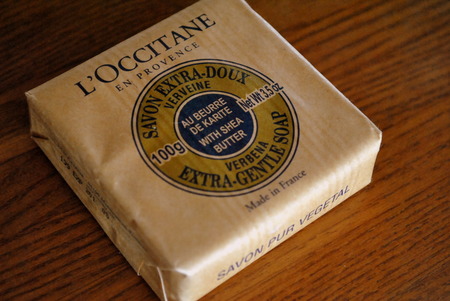 L'OCCITANE
EN PROVENCE
SAVON EXTRA-DOUX
VERVEINE
AU BEURRE
DE KARITE
WITH SHEA
BUTTER
100g
Net Wt. 3.5 oz.
VERBENA
EXTRA-GENTLE SOAP
Made in France
SAVON PUR VEGETAL